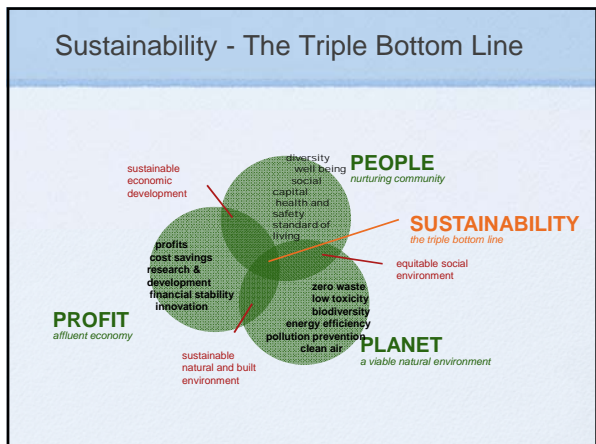 Sustainability - The Triple Bottom Line
diversity
well being
social
capital
health and
safety
standard of
living
PEOPLE
nurturing community
sustainable
economic
development
SUSTAINABILITY
the triple bottom line
equitable social
environment
profits
cost savings
research &
development
financial stability
innovation
zero waste
low toxicity
biodiversity
energy efficiency
pollution prevention
clean air
PROFIT
affluent economy
PLANET
a viable natural environment
sustainable
natural and built
environment